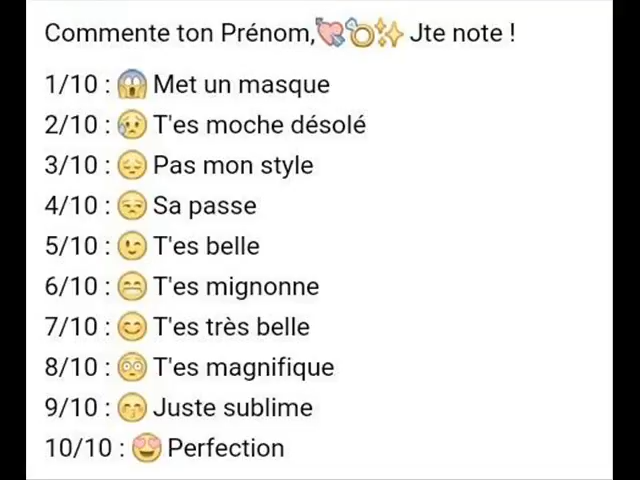 Commente ton Prénom,💘💍✨ Jte note !
1/10 : 😱 Met un masque
2/10 : 😢 T'es moche désolé
3/10 : 😔 Pas mon style
4/10 : 😒 Sa passe
5/10 : 😉 T'es belle
6/10 : 😁 T'es mignonne
7/10 : 😊 T'es très belle
8/10 : 😳 T'es magnifique
9/10 : 😙 Juste sublime
10/10 : 😍 Perfection